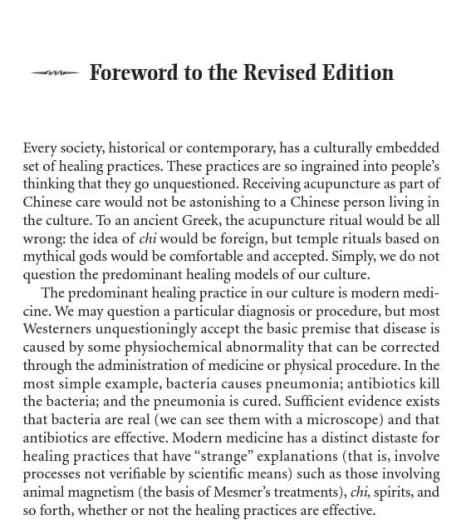 Foreword to the Revised Edition
Every society, historical or contemporary, has a culturally embedded
set of healing practices. These practices are so ingrained into people’s
thinking that they go unquestioned. Receiving acupuncture as part of
Chinese care would not be astonishing to a Chinese person living in
the culture. To an ancient Greek, the acupuncture ritual would be all
wrong: the idea of chi would be foreign, but temple rituals based on
mythical gods would be comfortable and accepted. Simply, we do not
question the predominant healing models of our culture.
The predominant healing practice in our culture is modern medi-
cine. We may question a particular diagnosis or procedure, but most
Westerners unquestioningly accept the basic premise that disease is
caused by some physiochemical abnormality that can be corrected
through the administration of medicine or physical procedure. In the
most simple example, bacteria causes pneumonia; antibiotics kill
the bacteria; and the pneumonia is cured. Sufficient evidence exists
that bacteria are real (we can see them with a microscope) and that
antibiotics are effective. Modern medicine has a distinct distaste for
healing practices that have “strange” explanations (that is, involve
processes not verifiable by scientific means) such as those involving
animal magnetism (the basis of Mesmer’s treatments), chi, spirits, and
so forth, whether or not the healing practices are effective.